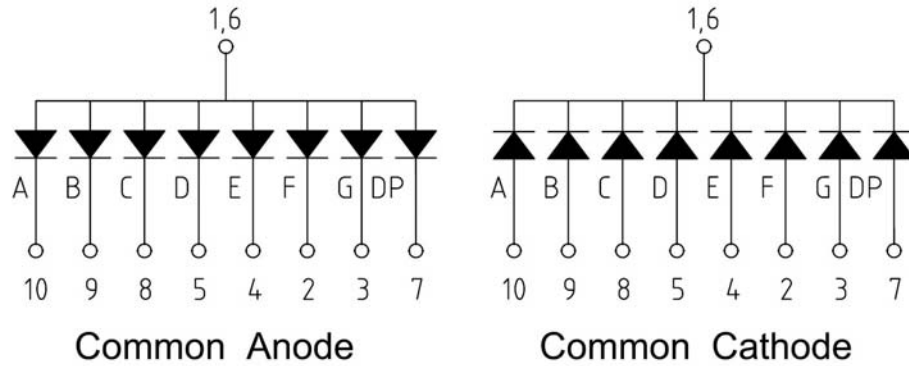 1,6 1,6
A B C D E F G DP A B C D E F G DP
10 9 8 5 4 2 3 7 10 9 8 5 4 2 3 7
Common Anode Common Cathode